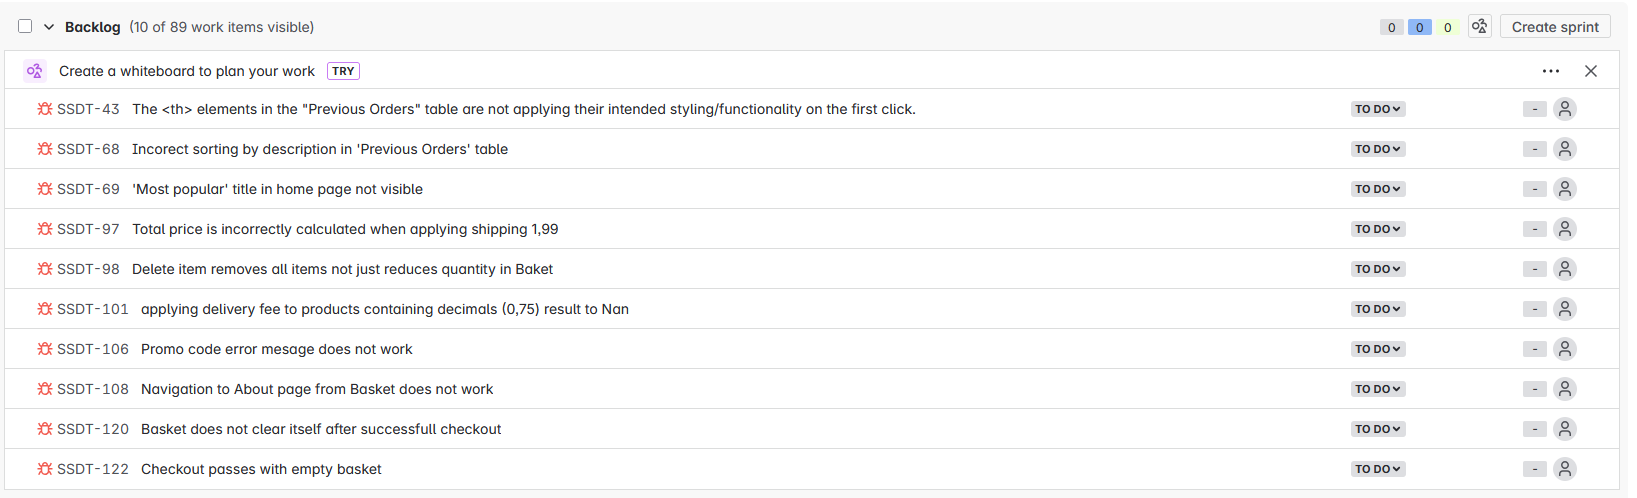 Backlog (10 of 89 work items visible) 0 0 0 Create sprint
Create a whiteboard to plan your work TRY
SSDT-43 The <th> elements in the "Previous Orders" table are not applying their intended styling/functionality on the first click. TO DO -
SSDT-68 Incorect sorting by description in 'Previous Orders' table TO DO -
SSDT-69 'Most popular' title in home page not visible TO DO -
SSDT-97 Total price is incorrectly calculated when applying shipping 1,99 TO DO -
SSDT-98 Delete item removes all items not just reduces quantity in Baket TO DO -
SSDT-101 applying delivery fee to products containing decimals (0,75) result to Nan TO DO -
SSDT-106 Promo code error mesage does not work TO DO -
SSDT-108 Navigation to About page from Basket does not work TO DO -
SSDT-120 Basket does not clear itself after successfull checkout TO DO -
SSDT-122 Checkout passes with empty basket TO DO -